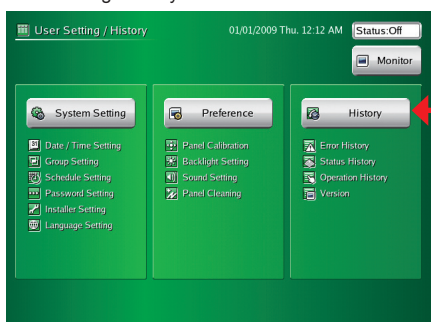 User Setting / History 01/01/2009 Thu. 12:12 AM Status:Off
Monitor
System Setting
Date / Time Setting
Group Setting
Schedule Setting
Password Setting
Installer Setting
Language Setting
Preference
Panel Calibration
Backlight Setting
Sound Setting
Panel Cleaning
History
Error History
Status History
Operation History
Version